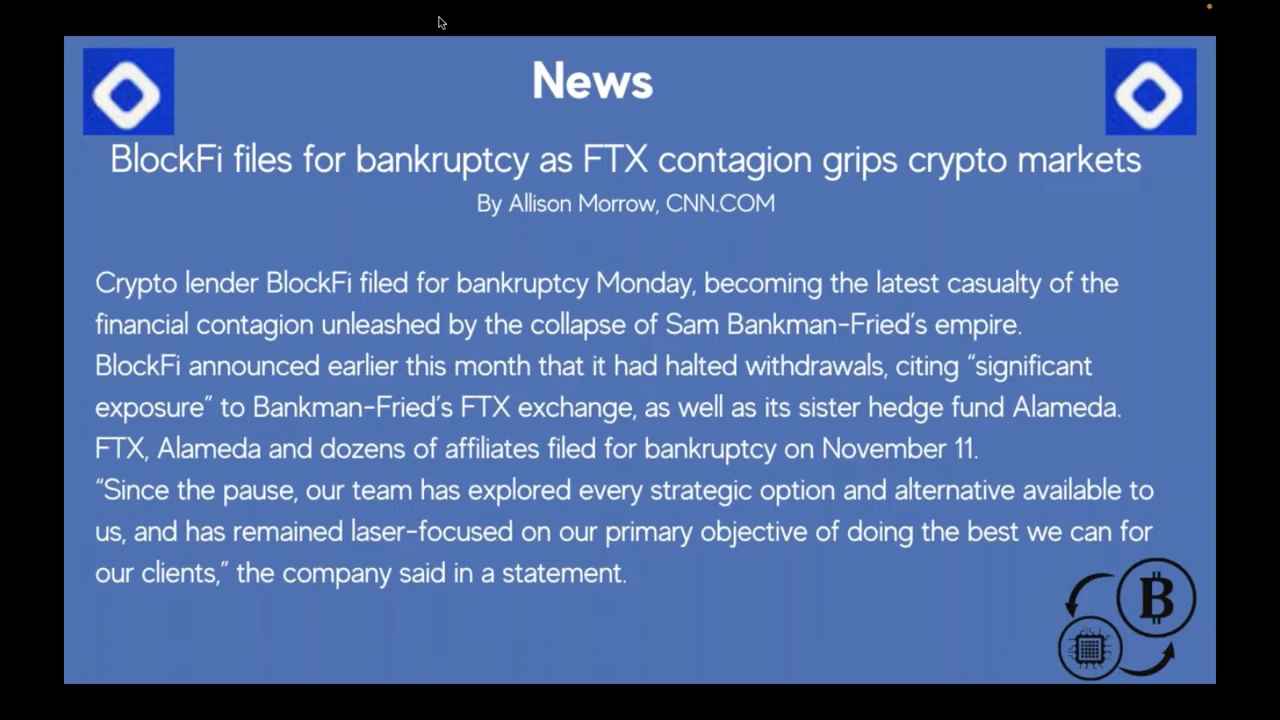 News
BlockFi files for bankruptcy as FTX contagion grips crypto markets
By Allison Morrow, CNN.COM
Crypto lender BlockFi filed for bankruptcy Monday, becoming the latest casualty of the
financial contagion unleashed by the collapse of Sam Bankman-Fried’s empire.
BlockFi announced earlier this month that it had halted withdrawals, citing “significant
exposure” to Bankman-Fried’s FTX exchange, as well as its sister hedge fund Alameda.
FTX, Alameda and dozens of affiliates filed for bankruptcy on November 11.
“Since the pause, our team has explored every strategic option and alternative available to
us, and has remained laser-focused on our primary objective of doing the best we can for
our clients,” the company said in a statement.